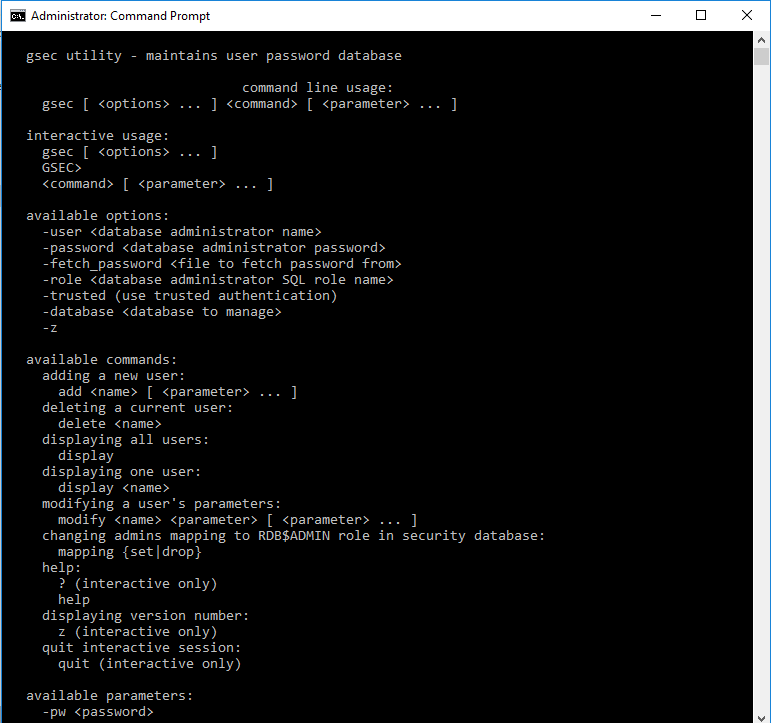 Administrator: Command Prompt
gsec utility - maintains user password database
command line usage:
gsec [ <options> ... ] <command> [ <parameter> ... ]
interactive usage:
gsec [ <options> ... ]
GSEC>
<command> [ <parameter> ... ]
available options:
-user <database administrator name>
-password <database administrator password>
-fetch_password <file to fetch password from>
-role <database administrator SQL role name>
-trusted (use trusted authentication)
-database <database to manage>
-z
available commands:
adding a new user:
add <name> [ <parameter> ... ]
deleting a current user:
delete <name>
displaying all users:
display
displaying one user:
display <name>
modifying a user's parameters:
modify <name> <parameter> [ <parameter> ... ]
changing admins mapping to RDB$ADMIN role in security database:
mapping {set|drop}
help:
? (interactive only)
help
displaying version number:
z (interactive only)
quit interactive session:
quit (interactive only)
available parameters:
-pw <password>